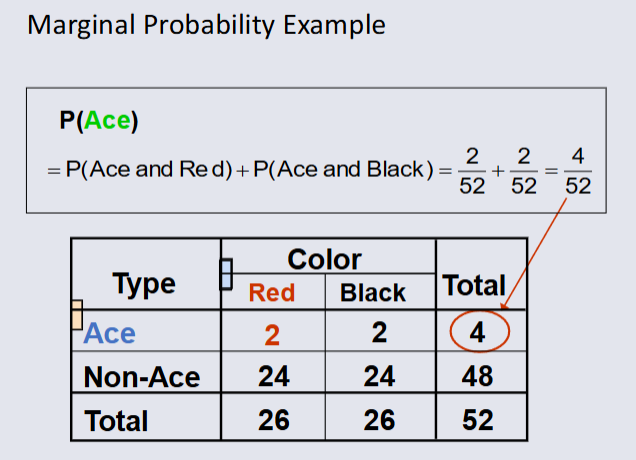 Marginal Probability Example
P(Ace)
= P(Ace and Red) + P(Ace and Black) = 2/52 + 2/52 = 4/52
Type Color Total
Red Black
Ace 2 2 4
Non-Ace 24 24 48
Total 26 26 52